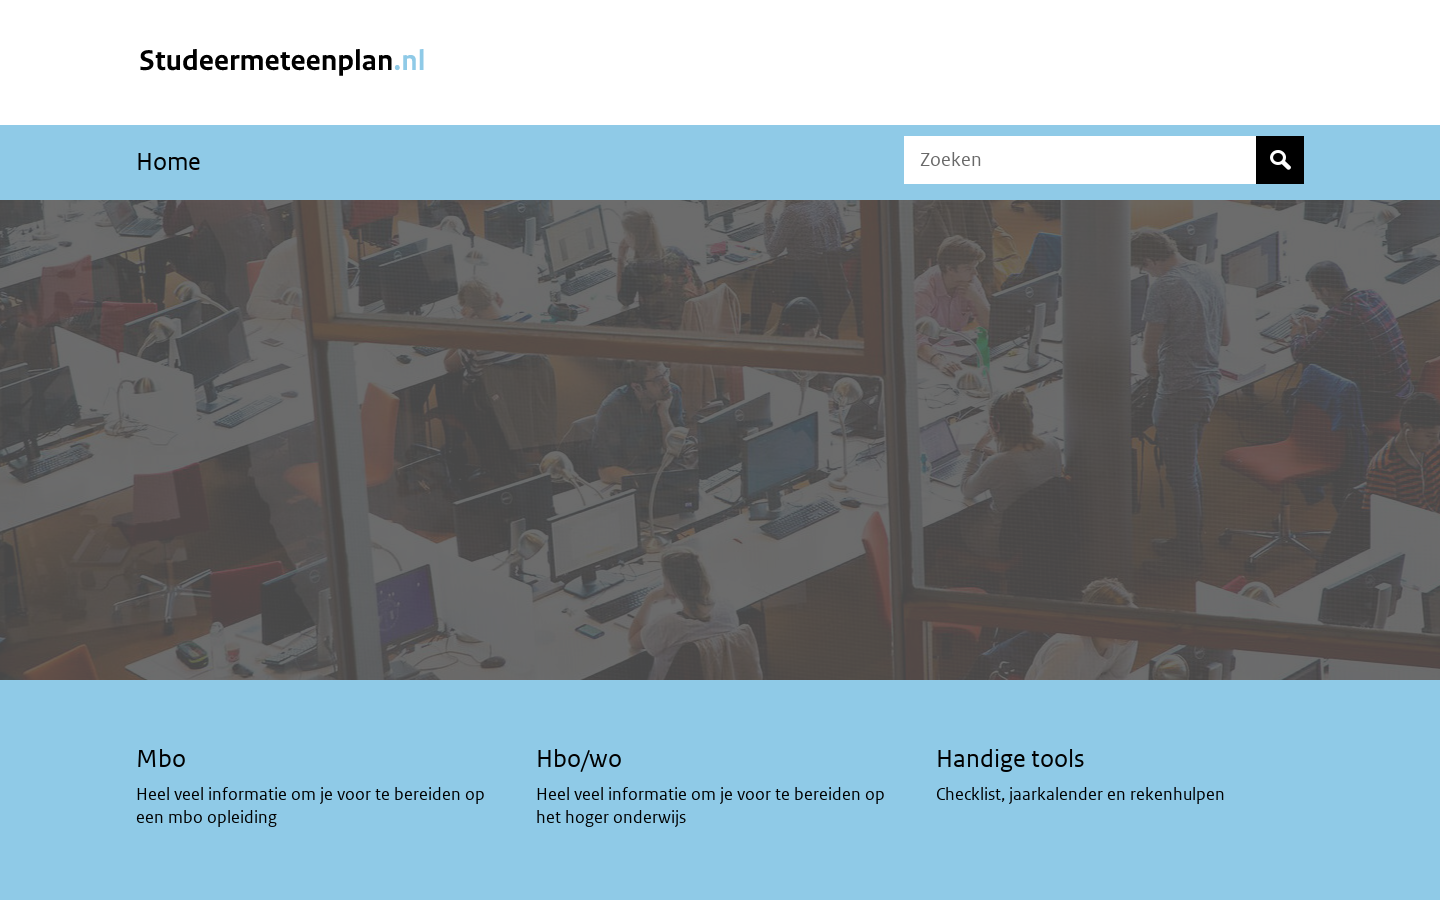 Studeermeteenplan.nl
Home
Zoeken
Mbo
Heel veel informatie om je voor te bereiden op
een mbo opleiding
Hbo/wo
Heel veel informatie om je voor te bereiden op
het hoger onderwijs
Handige tools
Checklist, jaarkalender en rekenhulpen